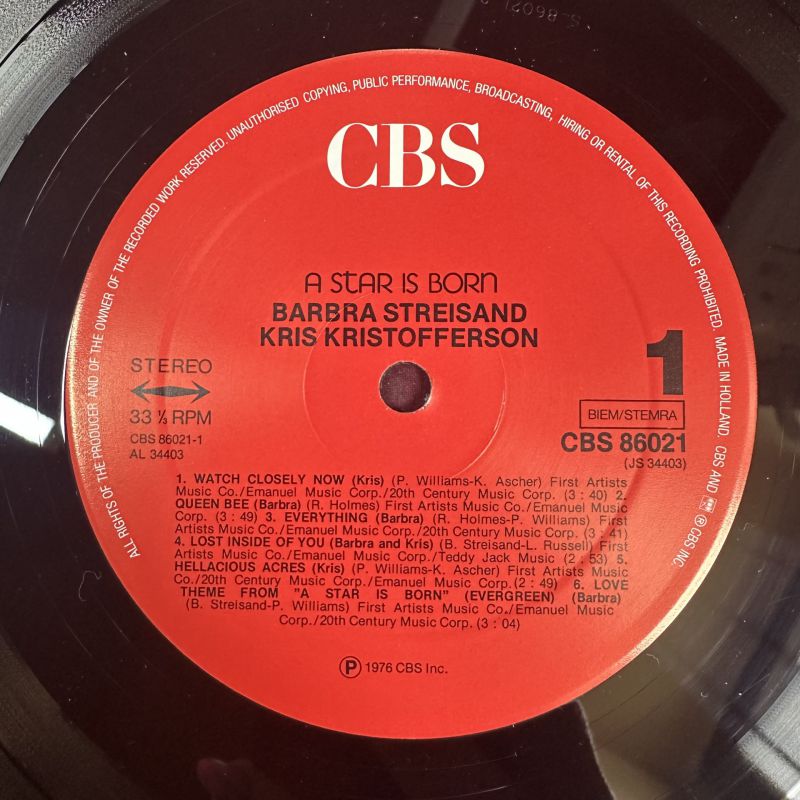 ALL RIGHTS OF THE PRODUCER AND OF THE OWNER OF THE RECORDED WORK RESERVED. UNAUTHORISED COPYING, PUBLIC PERFORMANCE, BROADCASTING, HIRING OR RENTAL OF THIS RECORDING PROHIBITED. MADE IN HOLLAND. CBS AND ℗ CBS INC.
CBS
A STAR IS BORN
BARBRA STREISAND
KRIS KRISTOFFERSON
STEREO
33 ⅓ RPM
CBS 86021-1
AL 34403
1
BIEM/STEMRA
CBS 86021
(JS 34403)
1. WATCH CLOSELY NOW (Kris) (P. Williams-K. Ascher) First Artists
Music Co./Emanuel Music Corp./20th Century Music Corp. (3 : 40) 2.
QUEEN BEE (Barbra) (R. Holmes) First Artists Music Co./Emanuel Music
Corp. (3 : 49) 3. EVERYTHING (Barbra) (R. Holmes-P. Williams) First
Artists Music Co./Emanuel Music Corp./20th Century Music Corp. (3 : 41)
4. LOST INSIDE OF YOU (Barbra and Kris) (B. Streisand-L. Russell) First
Artists Music Co./Emanuel Music Corp./Teddy Jack Music (2 : 53) 5.
HELLACIOUS ACRES (Kris) (P. Williams-K. Ascher) First Artists Music
Co./20th Century Music Corp./Emanuel Music Corp. (2 : 49) 6. LOVE
THEME FROM "A STAR IS BORN" (EVERGREEN) (Barbra)
(B. Streisand-P. Williams) First Artists Music Co./Emanuel Music
Corp./20th Century Music Corp. (3 : 04)
℗ 1976 CBS Inc.